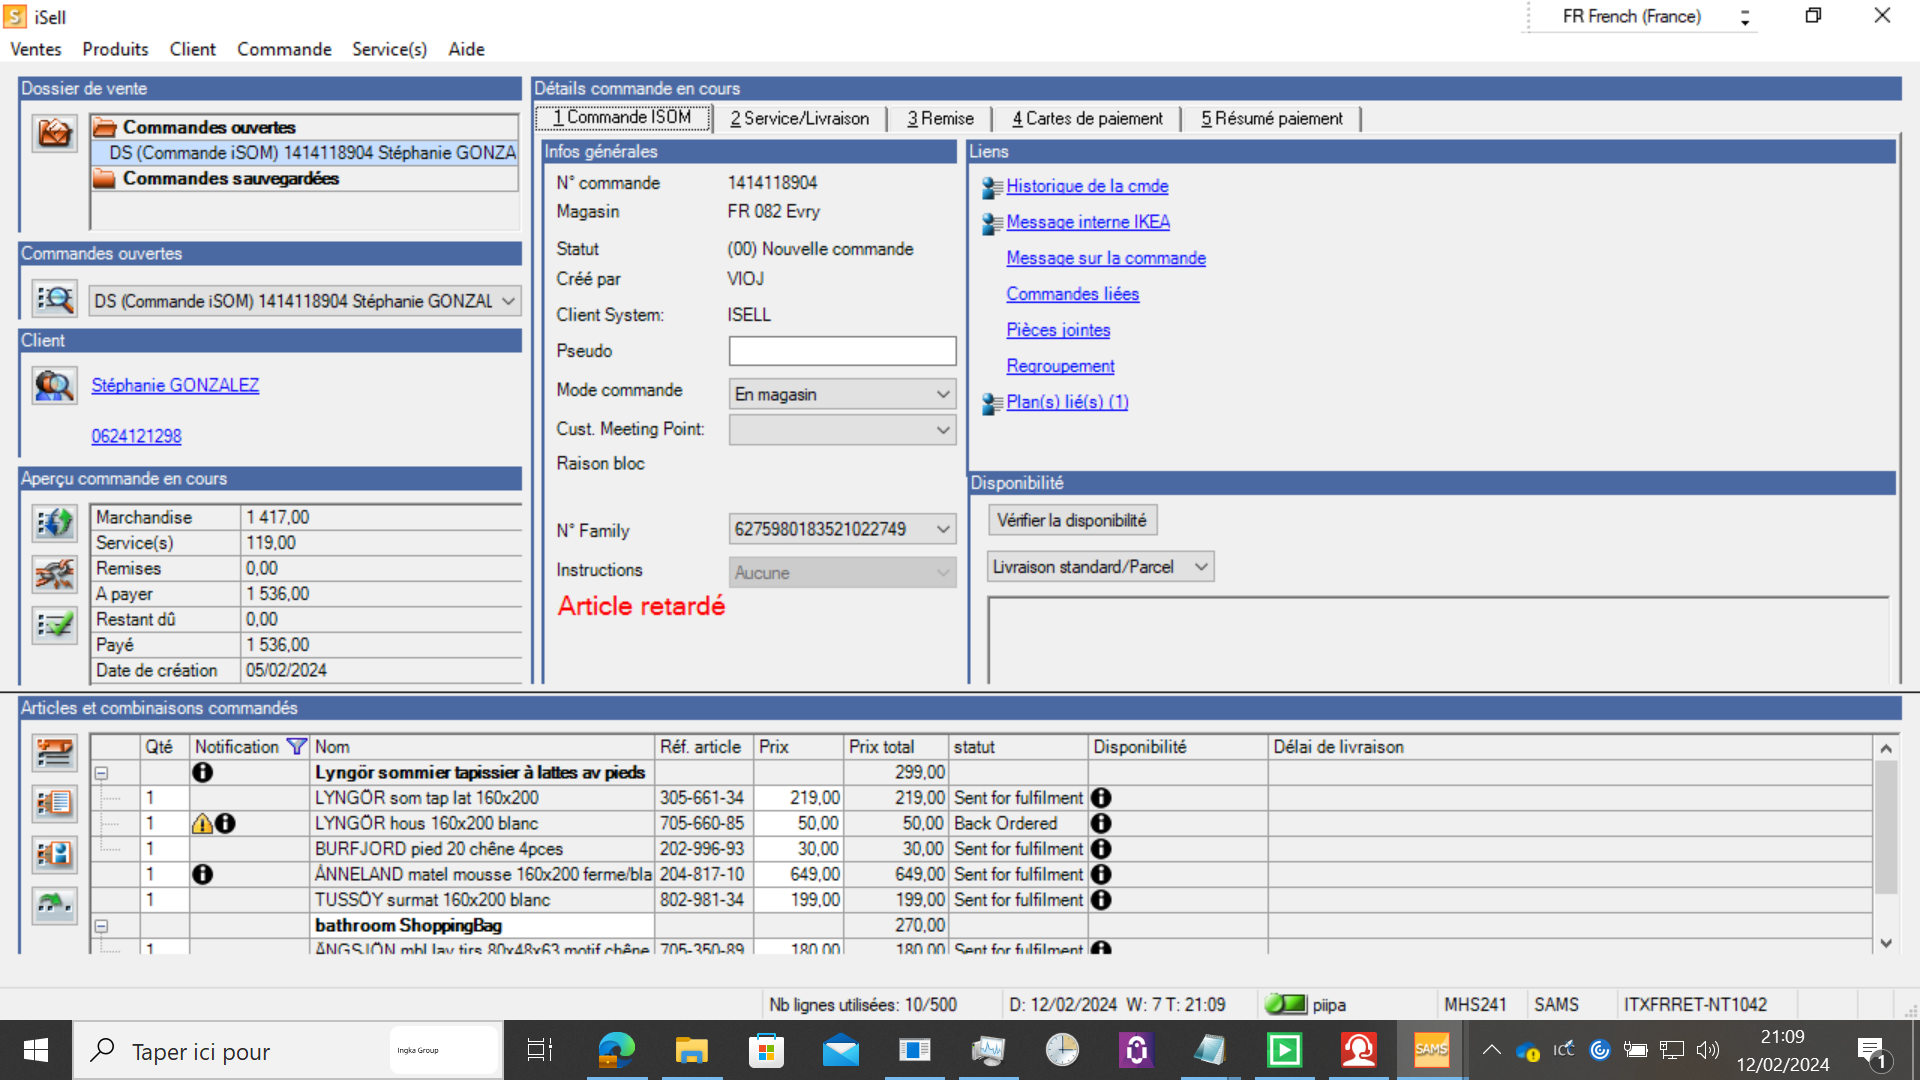 iSell
FR French (France)
Ventes Produits Client Commande Service(s) Aide
Dossier de vente
Commandes ouvertes
DS (Commande iSOM) 1414118904 Stéphanie GONZA
Commandes sauvegardées
Commandes ouvertes
DS (Commande iSOM) 1414118904 Stéphanie GONZAL
Client
Stéphanie GONZALEZ
0624121298
Aperçu commande en cours
Marchandise 1 417,00
Service(s) 119,00
Remises 0,00
A payer 1 536,00
Restant dû 0,00
Payé 1 536,00
Date de création 05/02/2024
Détails commande en cours
1 Commande ISOM 2 Service/Livraison 3 Remise 4 Cartes de paiement 5 Résumé paiement
Infos générales
N° commande 1414118904
Magasin FR 082 Evry
Statut (00) Nouvelle commande
Créé par VIOJ
Client System: ISELL
Pseudo
Mode commande En magasin
Cust. Meeting Point:
Raison bloc
N° Family 6275980183521022749
Instructions Aucune
Article retardé
Liens
Historique de la cmde
Message interne IKEA
Message sur la commande
Commandes liées
Pièces jointes
Regroupement
Plan(s) lié(s) (1)
Disponibilité
Vérifier la disponibilité
Livraison standard/Parcel
Articles et combinaisons commandés
Qté Notification Nom Réf. article Prix Prix total statut Disponibilité Délai de livraison
Lyngör sommier tapissier à lattes av pieds 299,00
1 LYNGÖR som tap lat 160x200 305-661-34 219,00 219,00 Sent for fulfilment
1 LYNGÖR hous 160x200 blanc 705-660-85 50,00 50,00 Back Ordered
1 BURFJORD pied 20 chêne 4pces 202-996-93 30,00 30,00 Sent for fulfilment
1 ÅNNELAND matel mousse 160x200 ferme/bla 204-817-10 649,00 649,00 Sent for fulfilment
1 TUSSÖY surmat 160x200 blanc 802-981-34 199,00 199,00 Sent for fulfilment
bathroom ShoppingBag 270,00
1 ÄNGSJÖN mbl lav tirs 80x48x63 motif chêne 705-350-89 180,00 180,00 Sent for fulfilment
Nb lignes utilisées: 10/500 D: 12/02/2024 W: 7 T: 21:09 piipa MHS241 SAMS ITXFRRET-NT1042
Taper ici pour Ingka Group SAMS ICC 21:09
12/02/2024 1